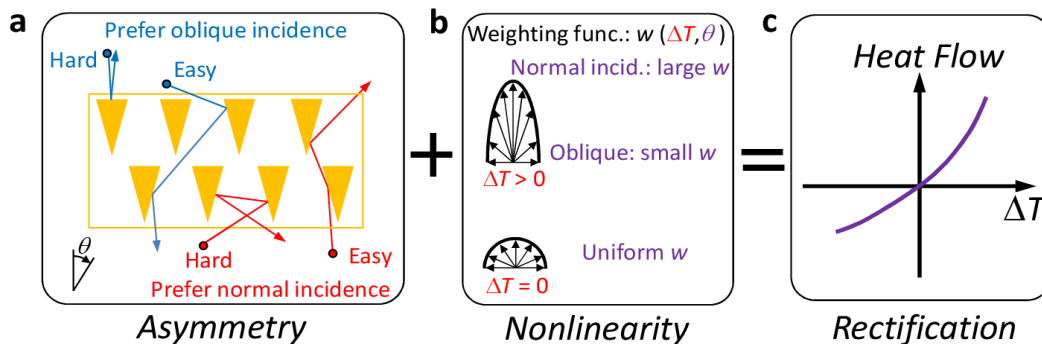 a
Prefer oblique incidence
Hard
Easy
θ
Hard
Easy
Prefer normal incidence
Asymmetry
+
b
Weighting func.: w (ΔT,θ)
Normal incid.: large w
Oblique: small w
ΔT > 0
Uniform w
ΔT = 0
Nonlinearity
=
c
Heat Flow
ΔT
Rectification